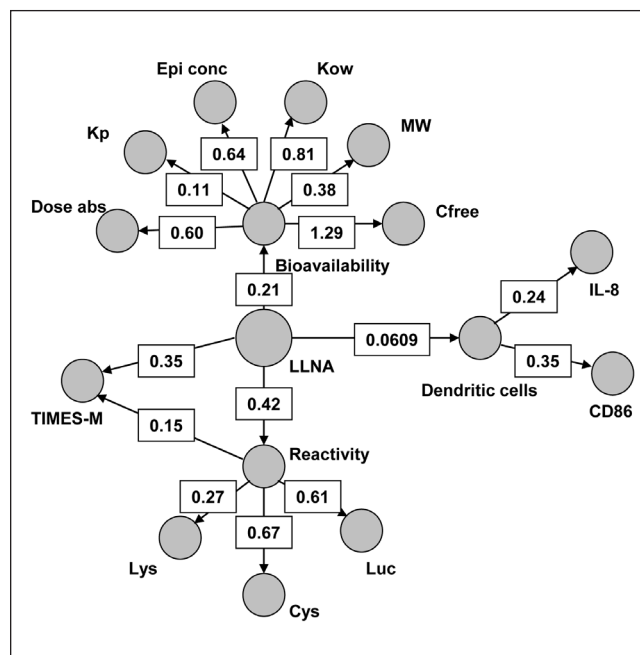 Epi conc
Kow
Kp
MW
0.64
0.81
0.11
0.38
Dose abs
Cfree
0.60
1.29
Bioavailability
IL-8
0.21
0.24
0.0609
LLNA
0.35
0.35
Dendritic cells
CD86
TIMES-M
0.42
0.15
Reactivity
0.27
0.61
0.67
Lys
Luc
Cys